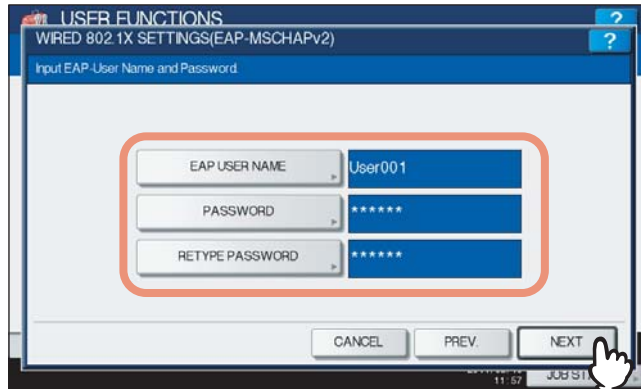 USER FUNCTIONS
?
WIRED 802.1X SETTINGS(EAP-MSCHAPv2)
?
Input EAP-User Name and Password.
EAP USER NAME
User001
PASSWORD
******
RETYPE PASSWORD
******
CANCEL
PREV.
NEXT
11:57
JOB ST